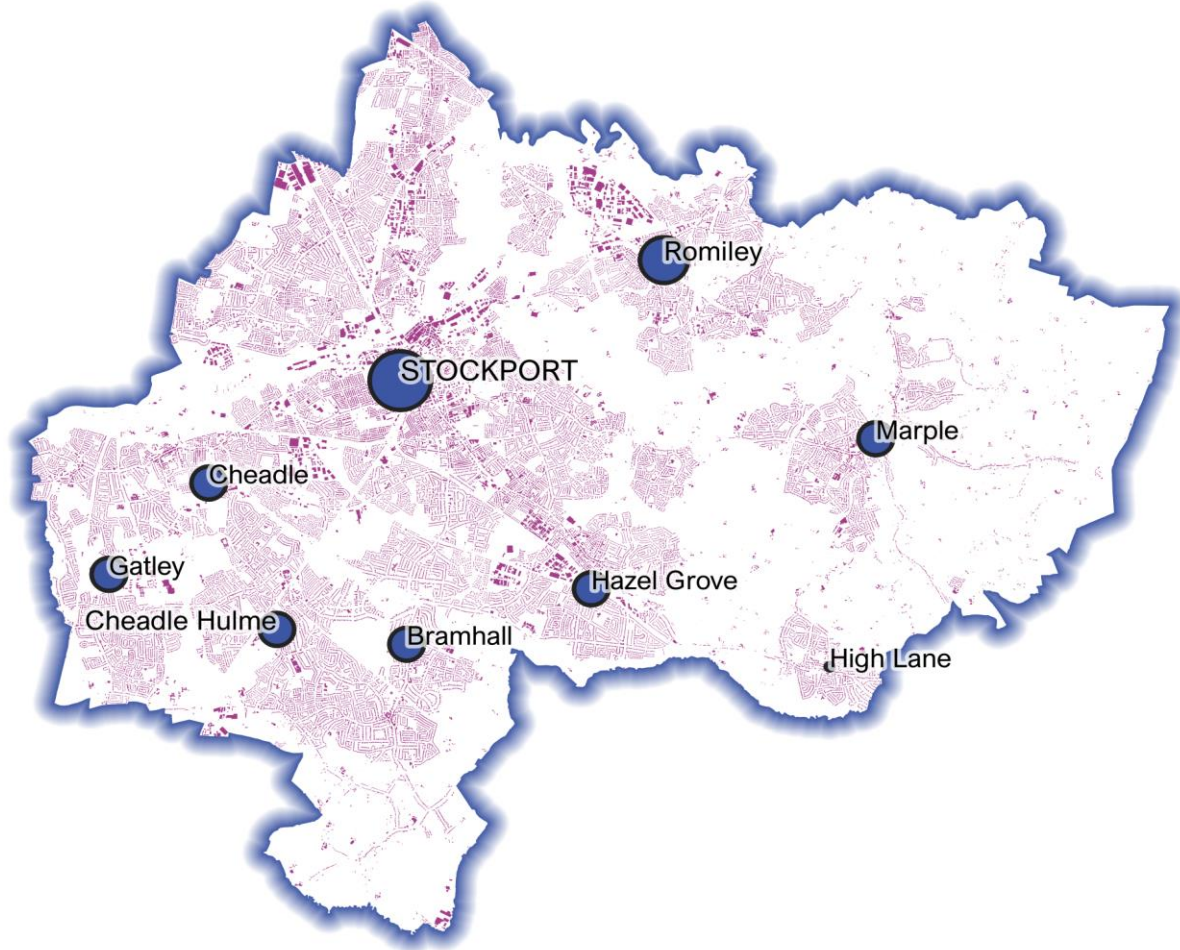 Romiley
STOCKPORT
Marple
Cheadle
Gatley
Hazel Grove
Cheadle Hulme
Bramhall
High Lane